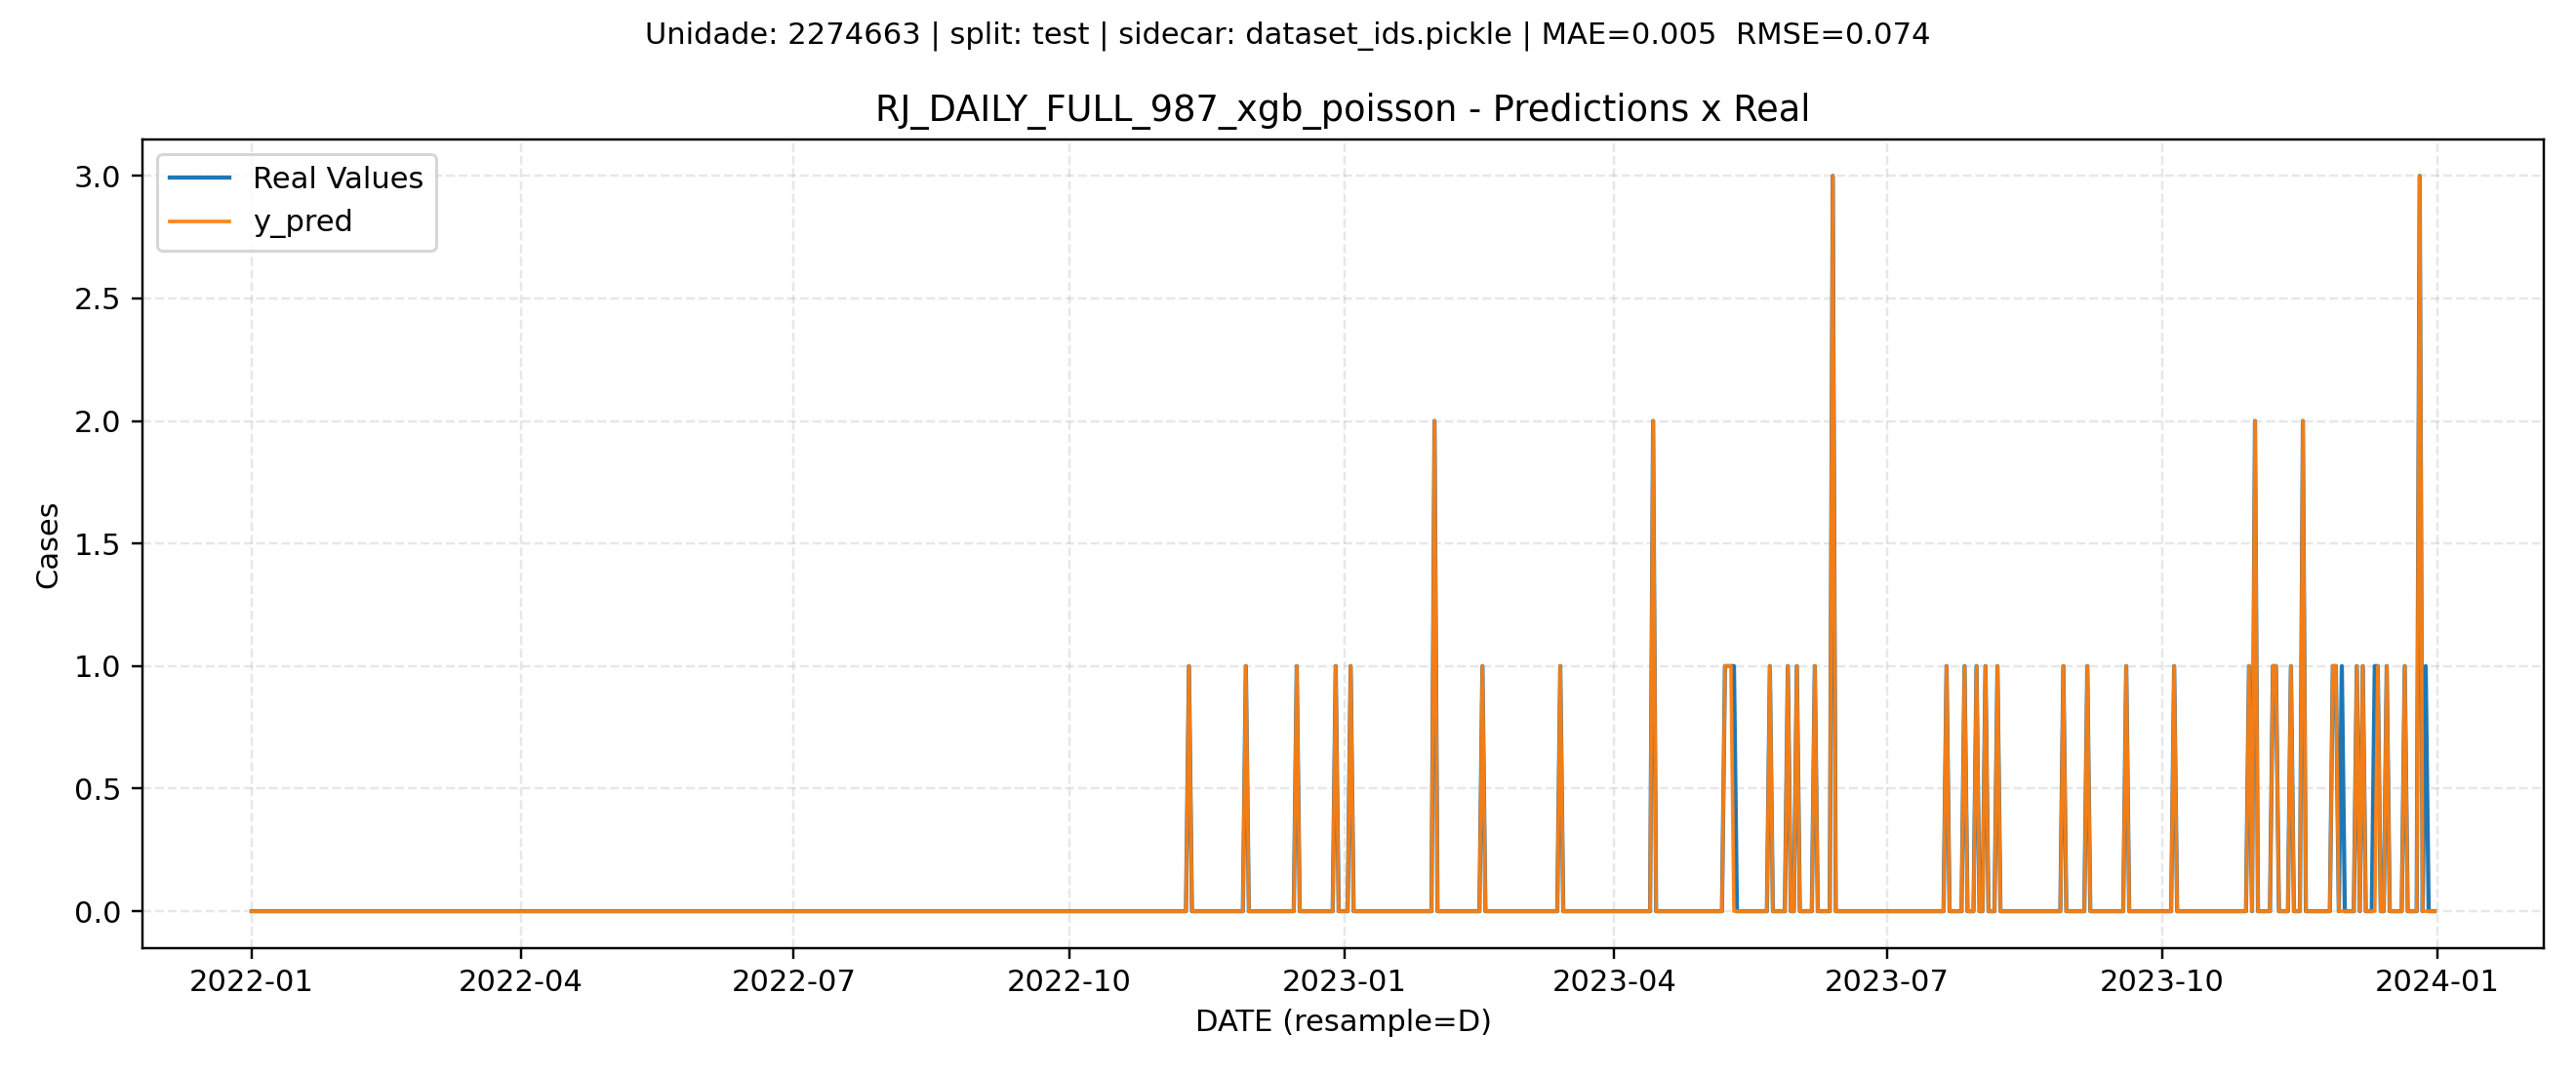 Unidade: 2274663 | split: test | sidecar: dataset_ids.pickle | MAE=0.005  RMSE=0.074
RJ_DAILY_FULL_987_xgb_poisson - Predictions x Real
Real Values
y_pred
3.0
2.5
2.0
1.5
1.0
0.5
0.0
Cases
2022-01
2022-04
2022-07
2022-10
2023-01
2023-04
2023-07
2023-10
2024-01
DATE (resample=D)